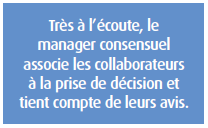 Très à l’écoute, le
manager consensuel
associe les collaborateurs
à la prise de décision et
tient compte de leurs avis.